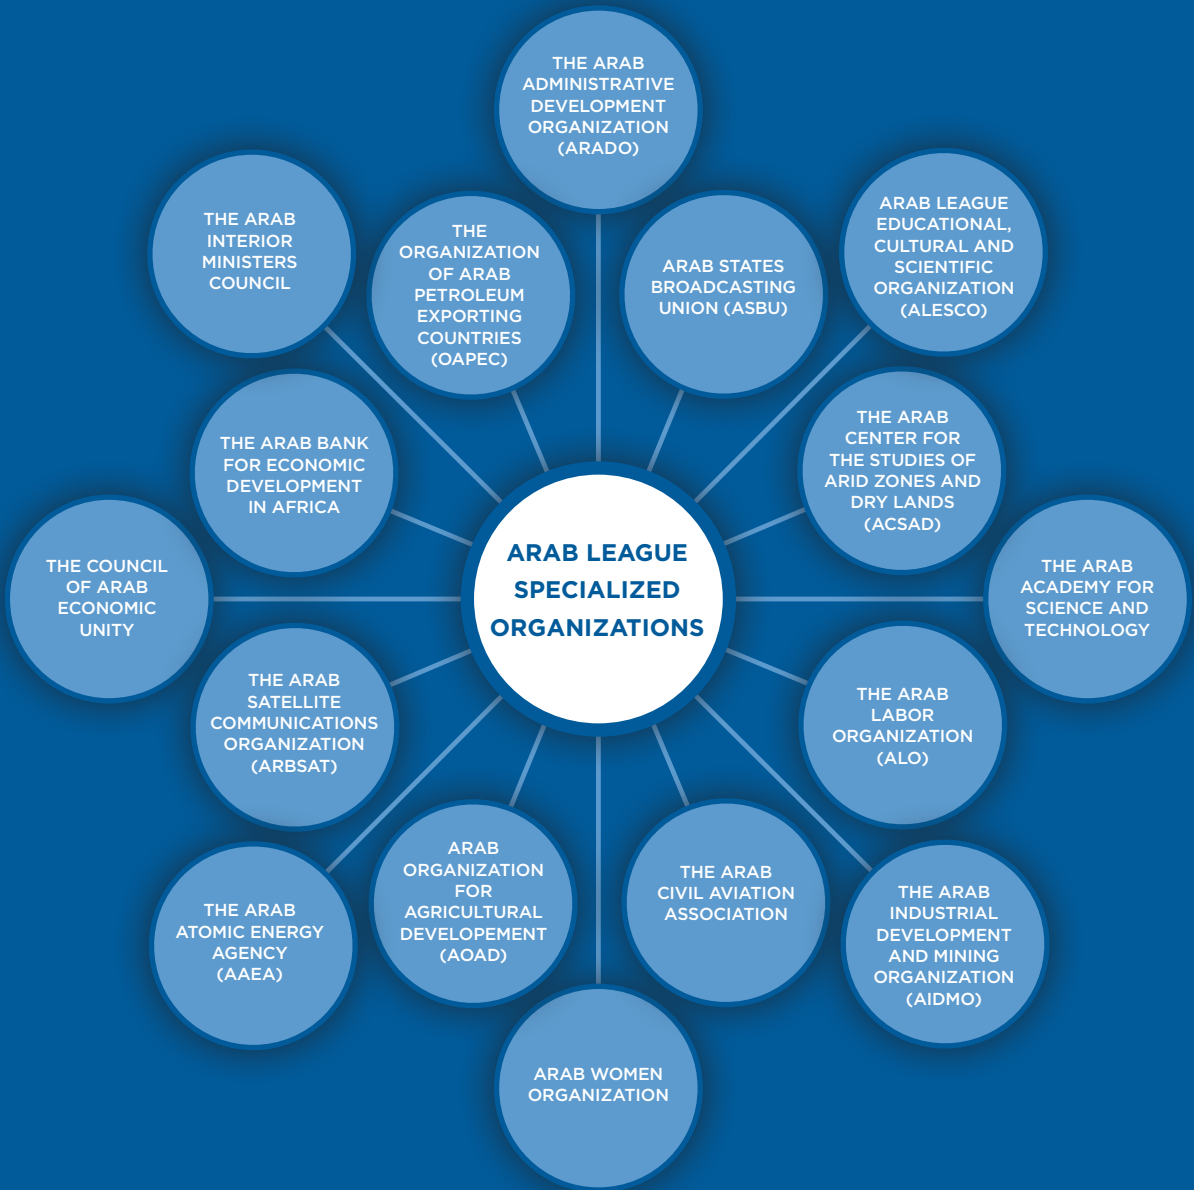 THE ARAB
ADMINISTRATIVE
DEVELOPMENT
ORGANIZATION
(ARADO)
THE ARAB
INTERIOR
MINISTERS
COUNCIL
THE
ORGANIZATION
OF ARAB
PETROLEUM
EXPORTING
COUNTRIES
(OAPEC)
ARAB STATES
BROADCASTING
UNION (ASBU)
ARAB LEAGUE
EDUCATIONAL,
CULTURAL AND
SCIENTIFIC
ORGANIZATION
(ALESCO)
THE ARAB BANK
FOR ECONOMIC
DEVELOPMENT
IN AFRICA
THE ARAB
CENTER FOR
THE STUDIES OF
ARID ZONES AND
DRY LANDS
(ACSAD)
THE COUNCIL
OF ARAB
ECONOMIC
UNITY
ARAB LEAGUE
SPECIALIZED
ORGANIZATIONS
THE ARAB
ACADEMY FOR
SCIENCE AND
TECHNOLOGY
THE ARAB
SATELLITE
COMMUNICATIONS
ORGANIZATION
(ARBSAT)
THE ARAB
LABOR
ORGANIZATION
(ALO)
THE ARAB
ATOMIC ENERGY
AGENCY
(AAEA)
ARAB
ORGANIZATION
FOR
AGRICULTURAL
DEVELOPEMENT
(AOAD)
THE ARAB
CIVIL AVIATION
ASSOCIATION
THE ARAB
INDUSTRIAL
DEVELOPMENT
AND MINING
ORGANIZATION
(AIDMO)
ARAB WOMEN
ORGANIZATION